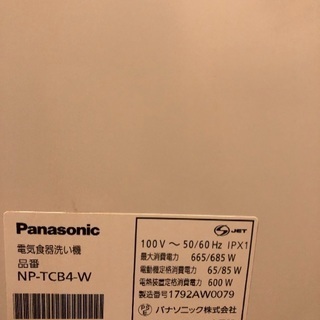 Panasonic
電気食器洗い機
品番
NP-TCB4-W
JET
100 V ～ 50/60 Hz IPX1
最大消費電力 665/685 W
電動機定格消費電力 65/85 W
電熱装置定格消費電力 600 W
製造番号 1792AW0079
パナソニック株式会社